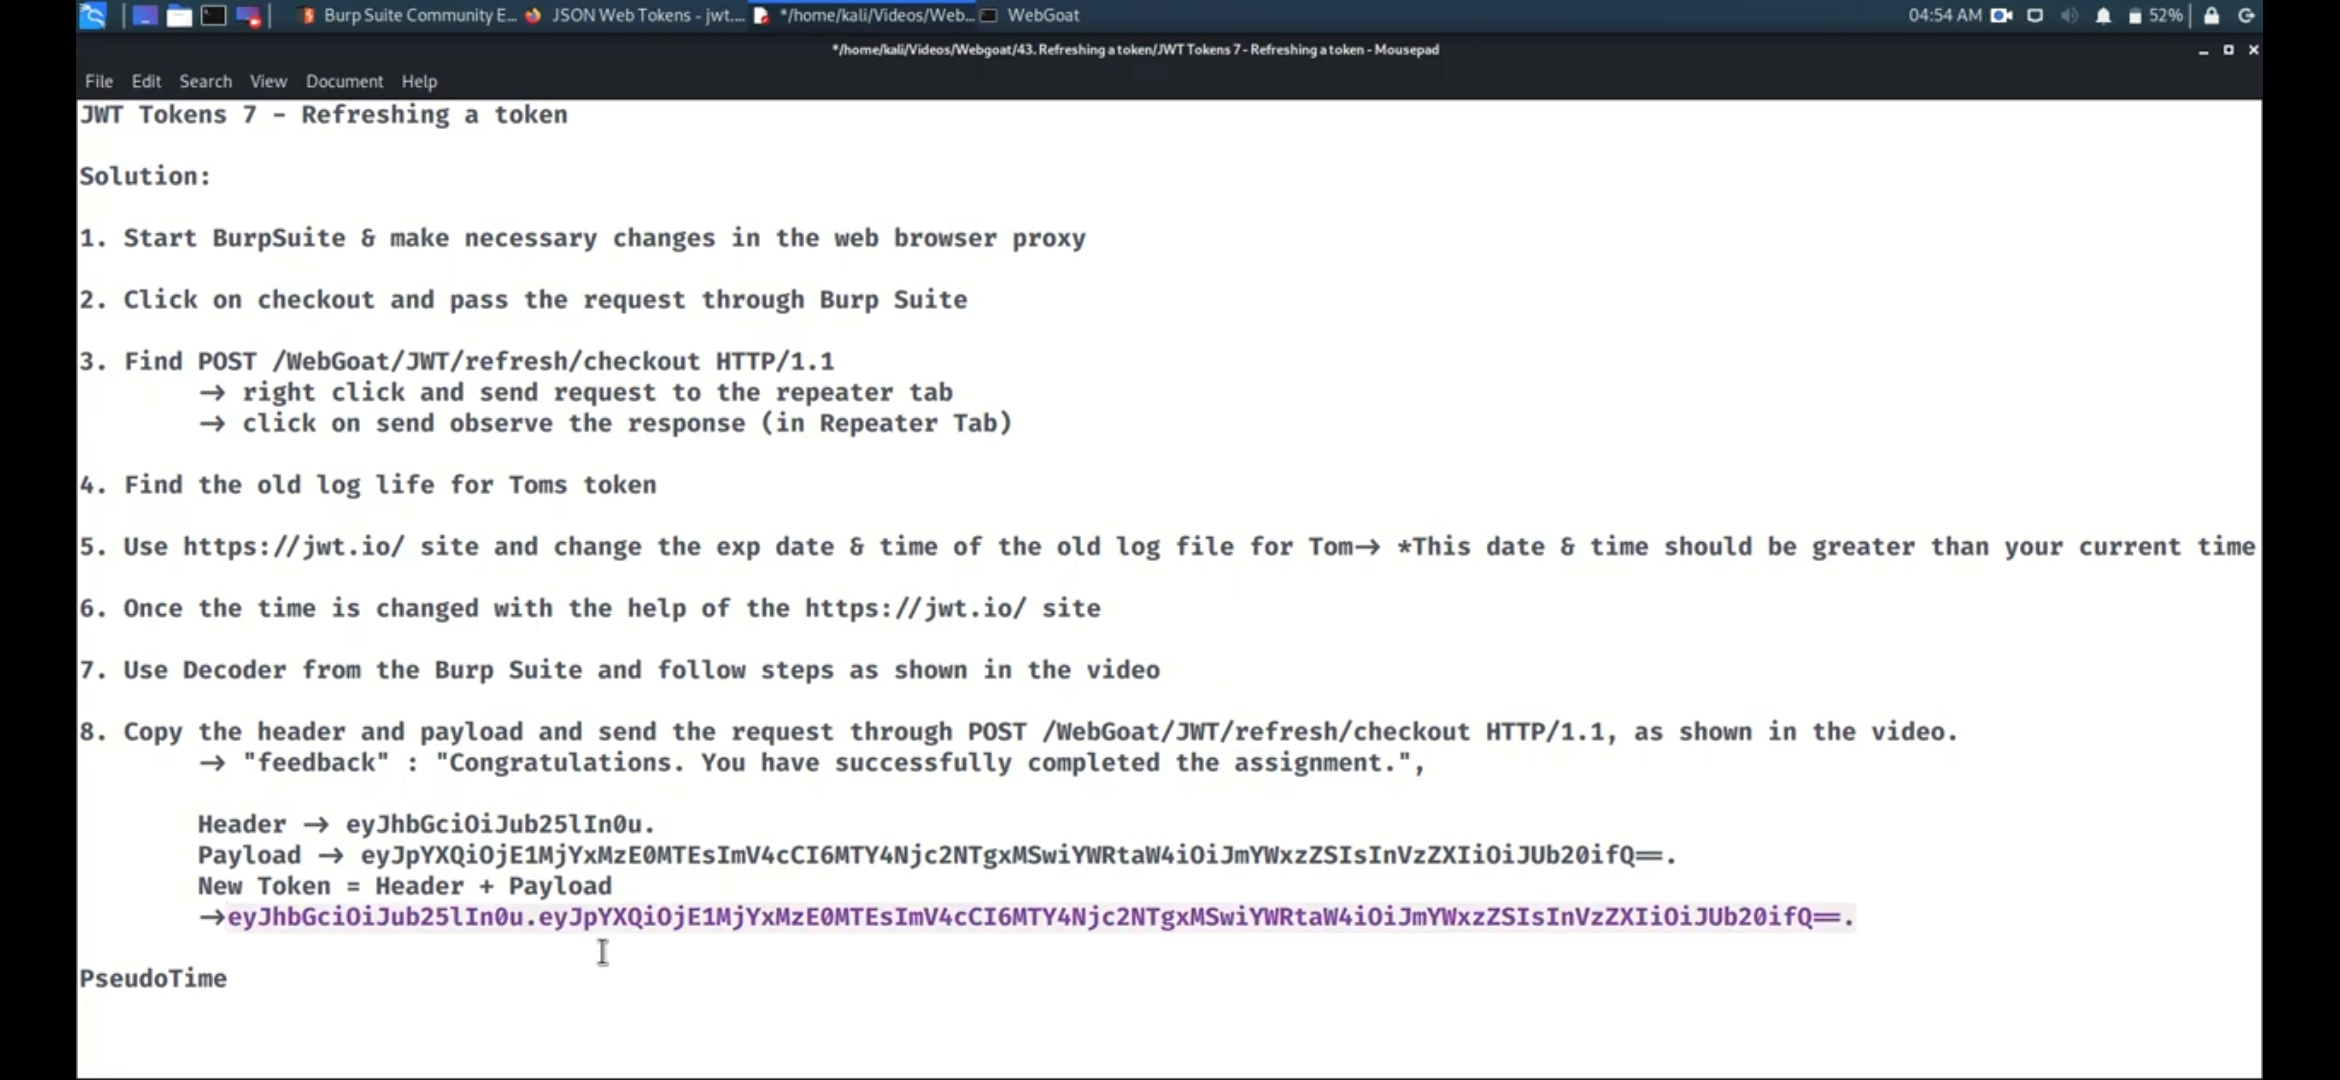 Burp Suite Community E... JSON Web Tokens - jwt.... */home/kali/Videos/Web... WebGoat 04:54 AM 52%
*/home/kali/Videos/Webgoat/43. Refreshing a token/JWT Tokens 7 - Refreshing a token - Mousepad
File Edit Search View Document Help
JWT Tokens 7 - Refreshing a token
Solution:
1. Start BurpSuite & make necessary changes in the web browser proxy
2. Click on checkout and pass the request through Burp Suite
3. Find POST /WebGoat/JWT/refresh/checkout HTTP/1.1
→ right click and send request to the repeater tab
→ click on send observe the response (in Repeater Tab)
4. Find the old log life for Toms token
5. Use https://jwt.io/ site and change the exp date & time of the old log file for Tom→ *This date & time should be greater than your current time
6. Once the time is changed with the help of the https://jwt.io/ site
7. Use Decoder from the Burp Suite and follow steps as shown in the video
8. Copy the header and payload and send the request through POST /WebGoat/JWT/refresh/checkout HTTP/1.1, as shown in the video.
→ "feedback" : "Congratulations. You have successfully completed the assignment.",
Header → eyJhbGciOiJub25lIn0u.
Payload → eyJpYXQiOjE1MjYxMzE0MTEsImV4cCI6MTY4Njc2NTgxMSwiYWRtaW4iOiJmYWxzZSIsInVzZXIiOiJUb20ifQ==.
New Token = Header + Payload
→eyJhbGciOiJub25lIn0u.eyJpYXQiOjE1MjYxMzE0MTEsImV4cCI6MTY4Njc2NTgxMSwiYWRtaW4iOiJmYWxzZSIsInVzZXIiOiJUb20ifQ==.
PseudoTime